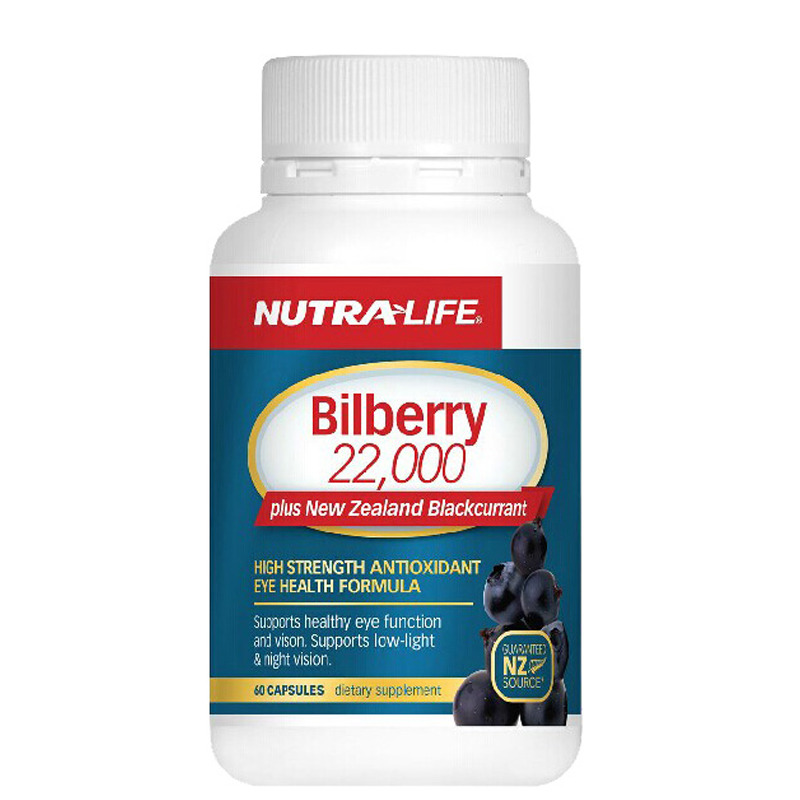 NUTRA-LIFE®
Bilberry
22,000
plus New Zealand Blackcurrant
HIGH STRENGTH ANTIOXIDANT
EYE HEALTH FORMULA
Supports healthy eye function
and vison. Supports low-light
& night vision.
60 CAPSULES dietary supplement
GUARANTEED
NZ
SOURCE*